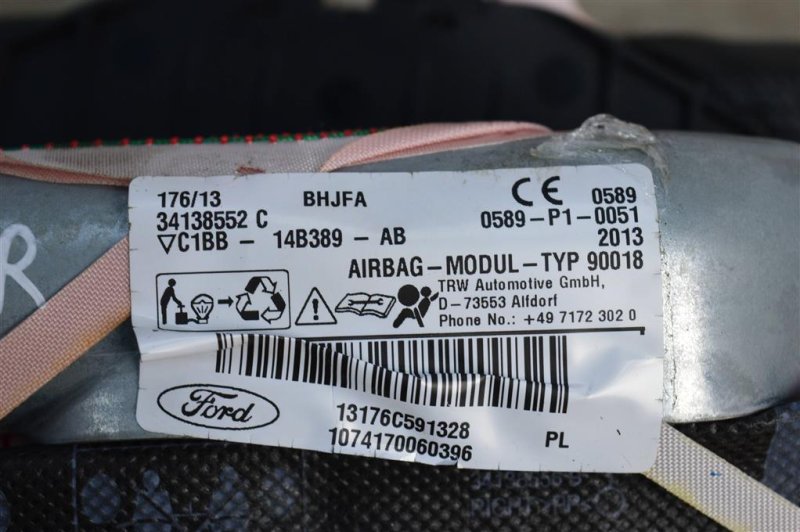 176/13 BHJFA CE 0589
34138552 C 0589-P1-0051
▽C1BB - 14B389 - AB 2013
AIRBAG-MODUL-TYP 90018
TRW Automotive GmbH,
D-73553 Alfdorf
Phone No.: +49 7172 302 0
Ford
13176C591328
1074170060396 PL
R